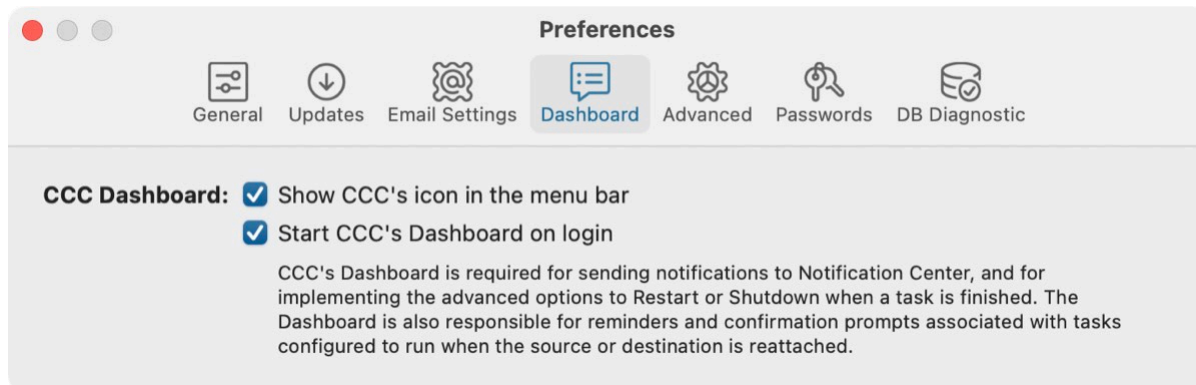 Preferences
General Updates Email Settings Dashboard Advanced Passwords DB Diagnostic
CCC Dashboard: Show CCC's icon in the menu bar
Start CCC's Dashboard on login
CCC's Dashboard is required for sending notifications to Notification Center, and for
implementing the advanced options to Restart or Shutdown when a task is finished. The
Dashboard is also responsible for reminders and confirmation prompts associated with tasks
configured to run when the source or destination is reattached.